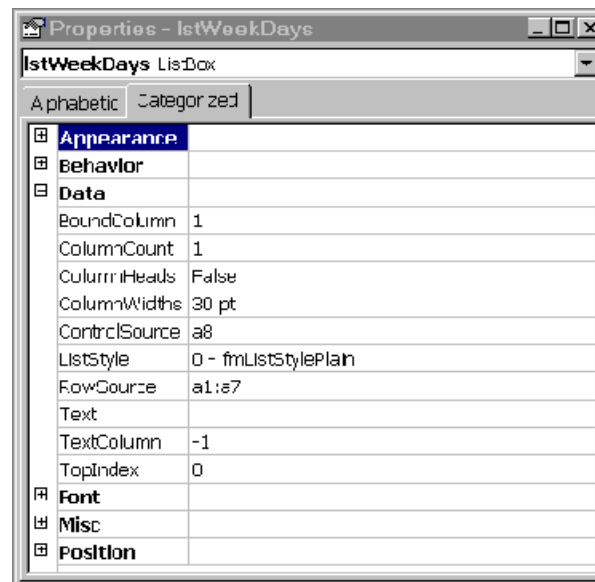 Properties - lstWeekDays
lstWeekDays ListBox
Alphabetic Categorized
Appearance
Behavior
Data
BoundColumn 1
ColumnCount 1
ColumnHeads False
ColumnWidths 30 pt
ControlSource a8
ListStyle 0 - fmListStylePlain
RowSource a1:a7
Text
TextColumn -1
TopIndex 0
Font
Misc
Position